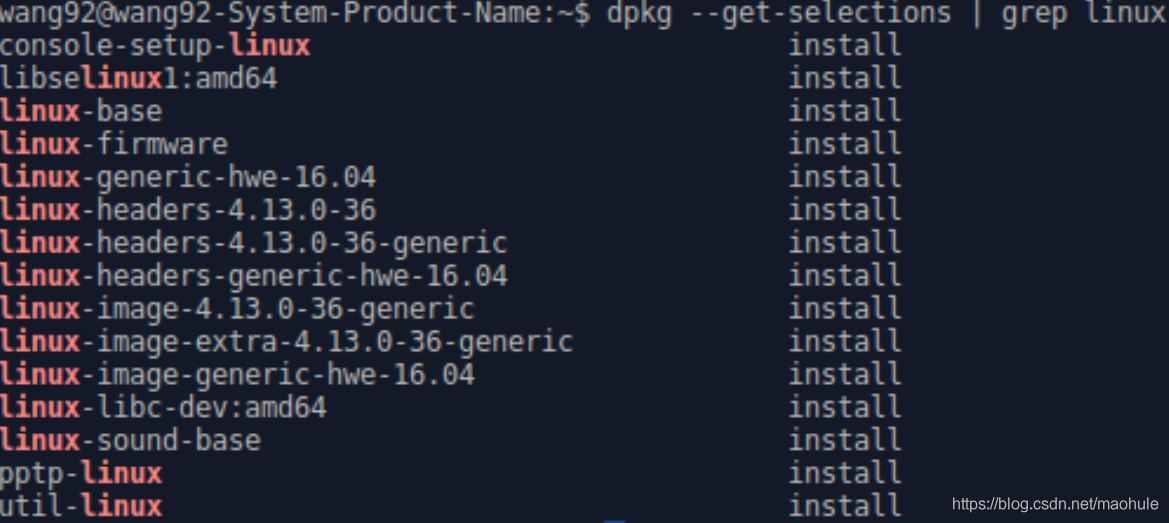 wang92@wang92-System-Product-Name:~$ dpkg --get-selections | grep linux
console-setup-linux install
libselinux1:amd64 install
linux-base install
linux-firmware install
linux-generic-hwe-16.04 install
linux-headers-4.13.0-36 install
linux-headers-4.13.0-36-generic install
linux-headers-generic-hwe-16.04 install
linux-image-4.13.0-36-generic install
linux-image-extra-4.13.0-36-generic install
linux-image-generic-hwe-16.04 install
linux-libc-dev:amd64 install
linux-sound-base install
pptp-linux install
util-linux install
https://blog.csdn.net/maohule